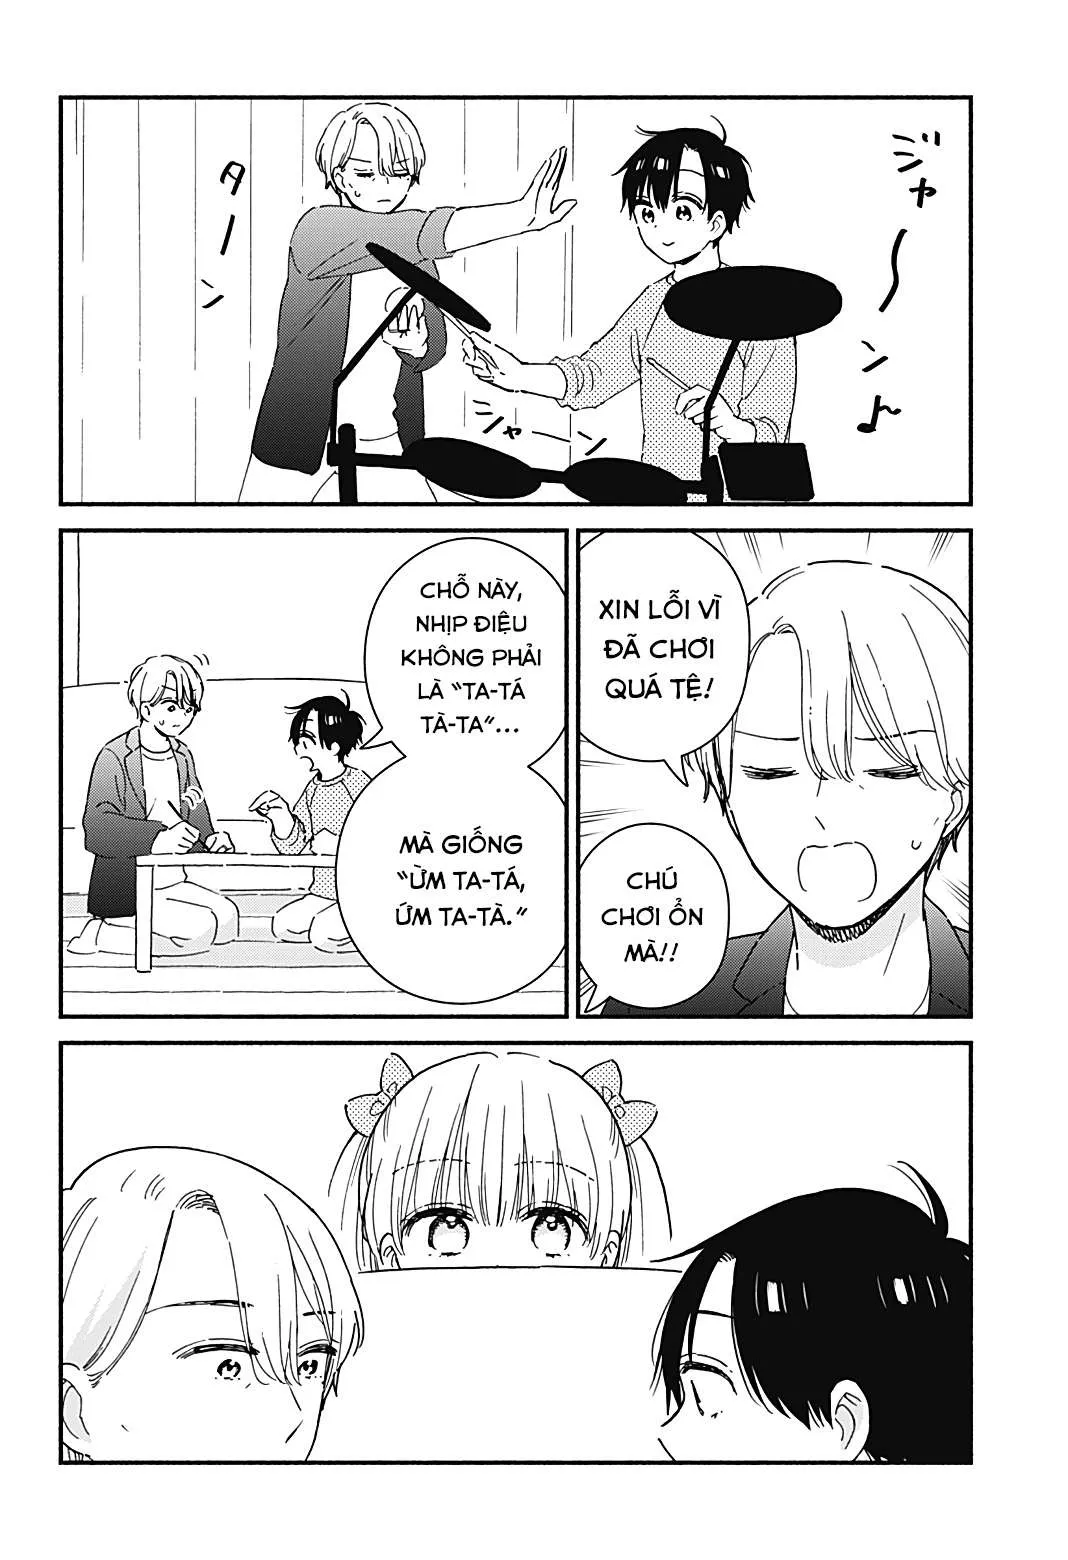 ジャ～ン♪
ターン
ジャーン
XIN LỖI VÌ
ĐÃ CHƠI
QUÁ TỆ!
CHÚ
CHƠI ỔN
MÀ!!
CHỖ NÀY,
NHỊP ĐIỆU
KHÔNG PHẢI
LÀ “TA-TÁ
TÀ-TA”...
MÀ GIỐNG
“ỪM TA-TÁ,
ỨM TA-TÀ.”